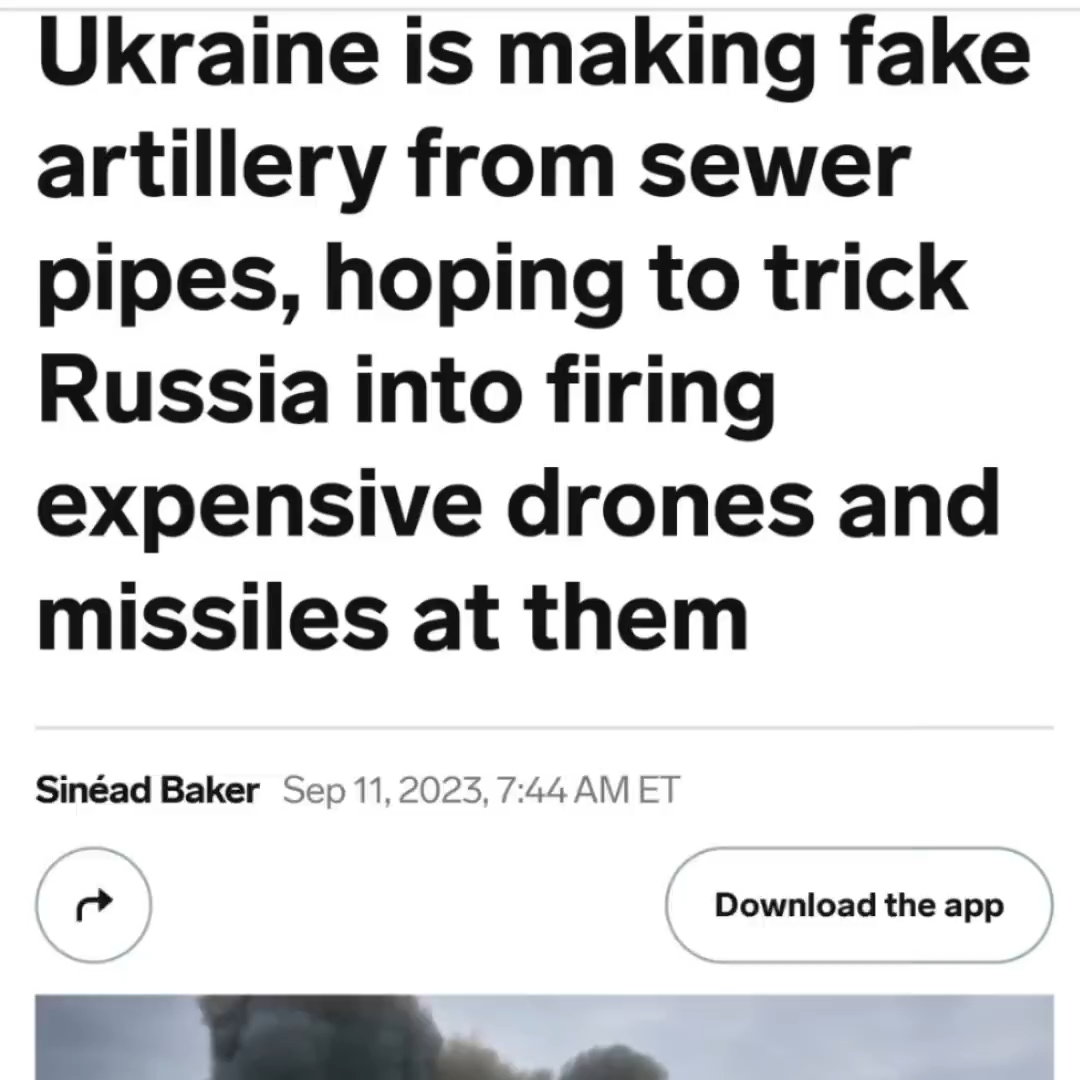 Ukraine is making fake
artillery from sewer
pipes, hoping to trick
Russia into firing
expensive drones and
missiles at them
Sinéad Baker Sep 11, 2023, 7:44 AM ET
Download the app